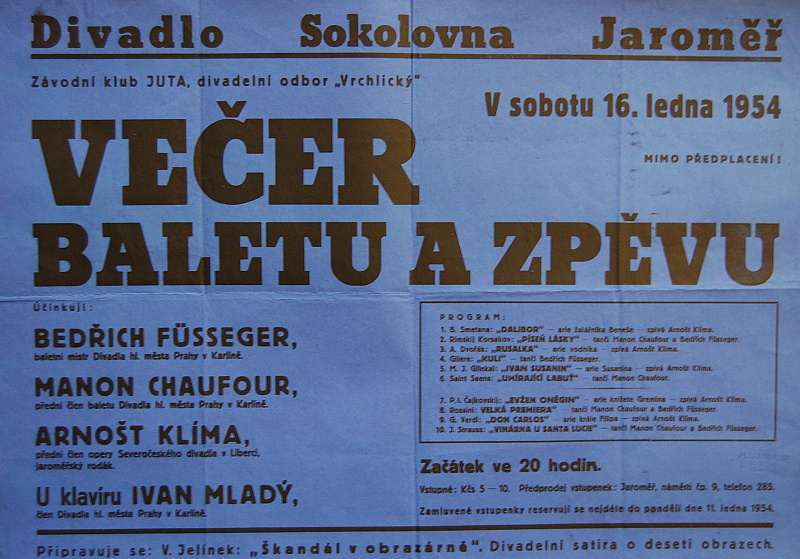 Divadlo Sokolovna Jaroměř
Závodní klub JUTA, divadelní odbor „Vrchlický“
V sobotu 16. ledna 1954
MIMO PŘEDPLACENÍ!
VEČER
BALETU A ZPĚVU
Účinkují:
BEDŘICH FÜSSEGER,
baletní mistr Divadla hl. města Prahy v Karlíně.
MANON CHAUFOUR,
přední člen baletu Divadla hl. města Prahy v Karlíně.
ARNOŠT KLÍMA,
přední člen opery Severočeského divadla v Liberci,
jaroměřský rodák.
U klavíru IVAN MLADÝ,
člen Divadla hl. města Prahy v Karlíně.
PROGRAM:
1. B. Smetana: „DALIBOR“ — arie žalářníka Beneše — zpívá Arnošt Klíma.
2. Rimskij Korsakov: „PÍSEŇ LÁSKY“ — tančí Manon Chaufour a Bedřich Füsseger.
3. A. Dvořák: „RUSALKA“ — arie vodníka — zpívá Arnošt Klíma.
4. Gliere: „KULI“ — tančí Bedřich Füsseger.
5. M. J. Glinka: „IVAN SUSANIN“ — arie Susanina — zpívá Arnošt Klíma.
6. Saint Saens: „UMÍRAJÍCÍ LABUŤ“ — tančí Manon Chaufour.
7. P. I. Čajkovskij: „EVŽEN ONĚGIN“ — arie knížete Gremina — zpívá Arnošt Klíma.
8. Rossini: VELKÁ PREMIERA“ — tančí Manon Chaufour a Bedřich Füsseger.
9. G. Verdi: „DON CARLOS“ — arie krále Filipa — zpívá Arnošt Klíma.
10. J. Strauss: „VINÁRNA U SANTA LUCIE“ — tančí Manon Chaufour a Bedřich Füsseger.
Začátek ve 20 hodin.
Vstupné: Kčs 5 — 10. Předprodej vstupenek: Jaroměř, náměstí čp. 9, telefon 285.
Zamluvené vstupenky reservují se nejdéle do pondělí dne 11. ledna 1954.
Připravuje se: V. Jelínek: „Škandál v obrazárně“. Divadelní satira o deseti obrazech.